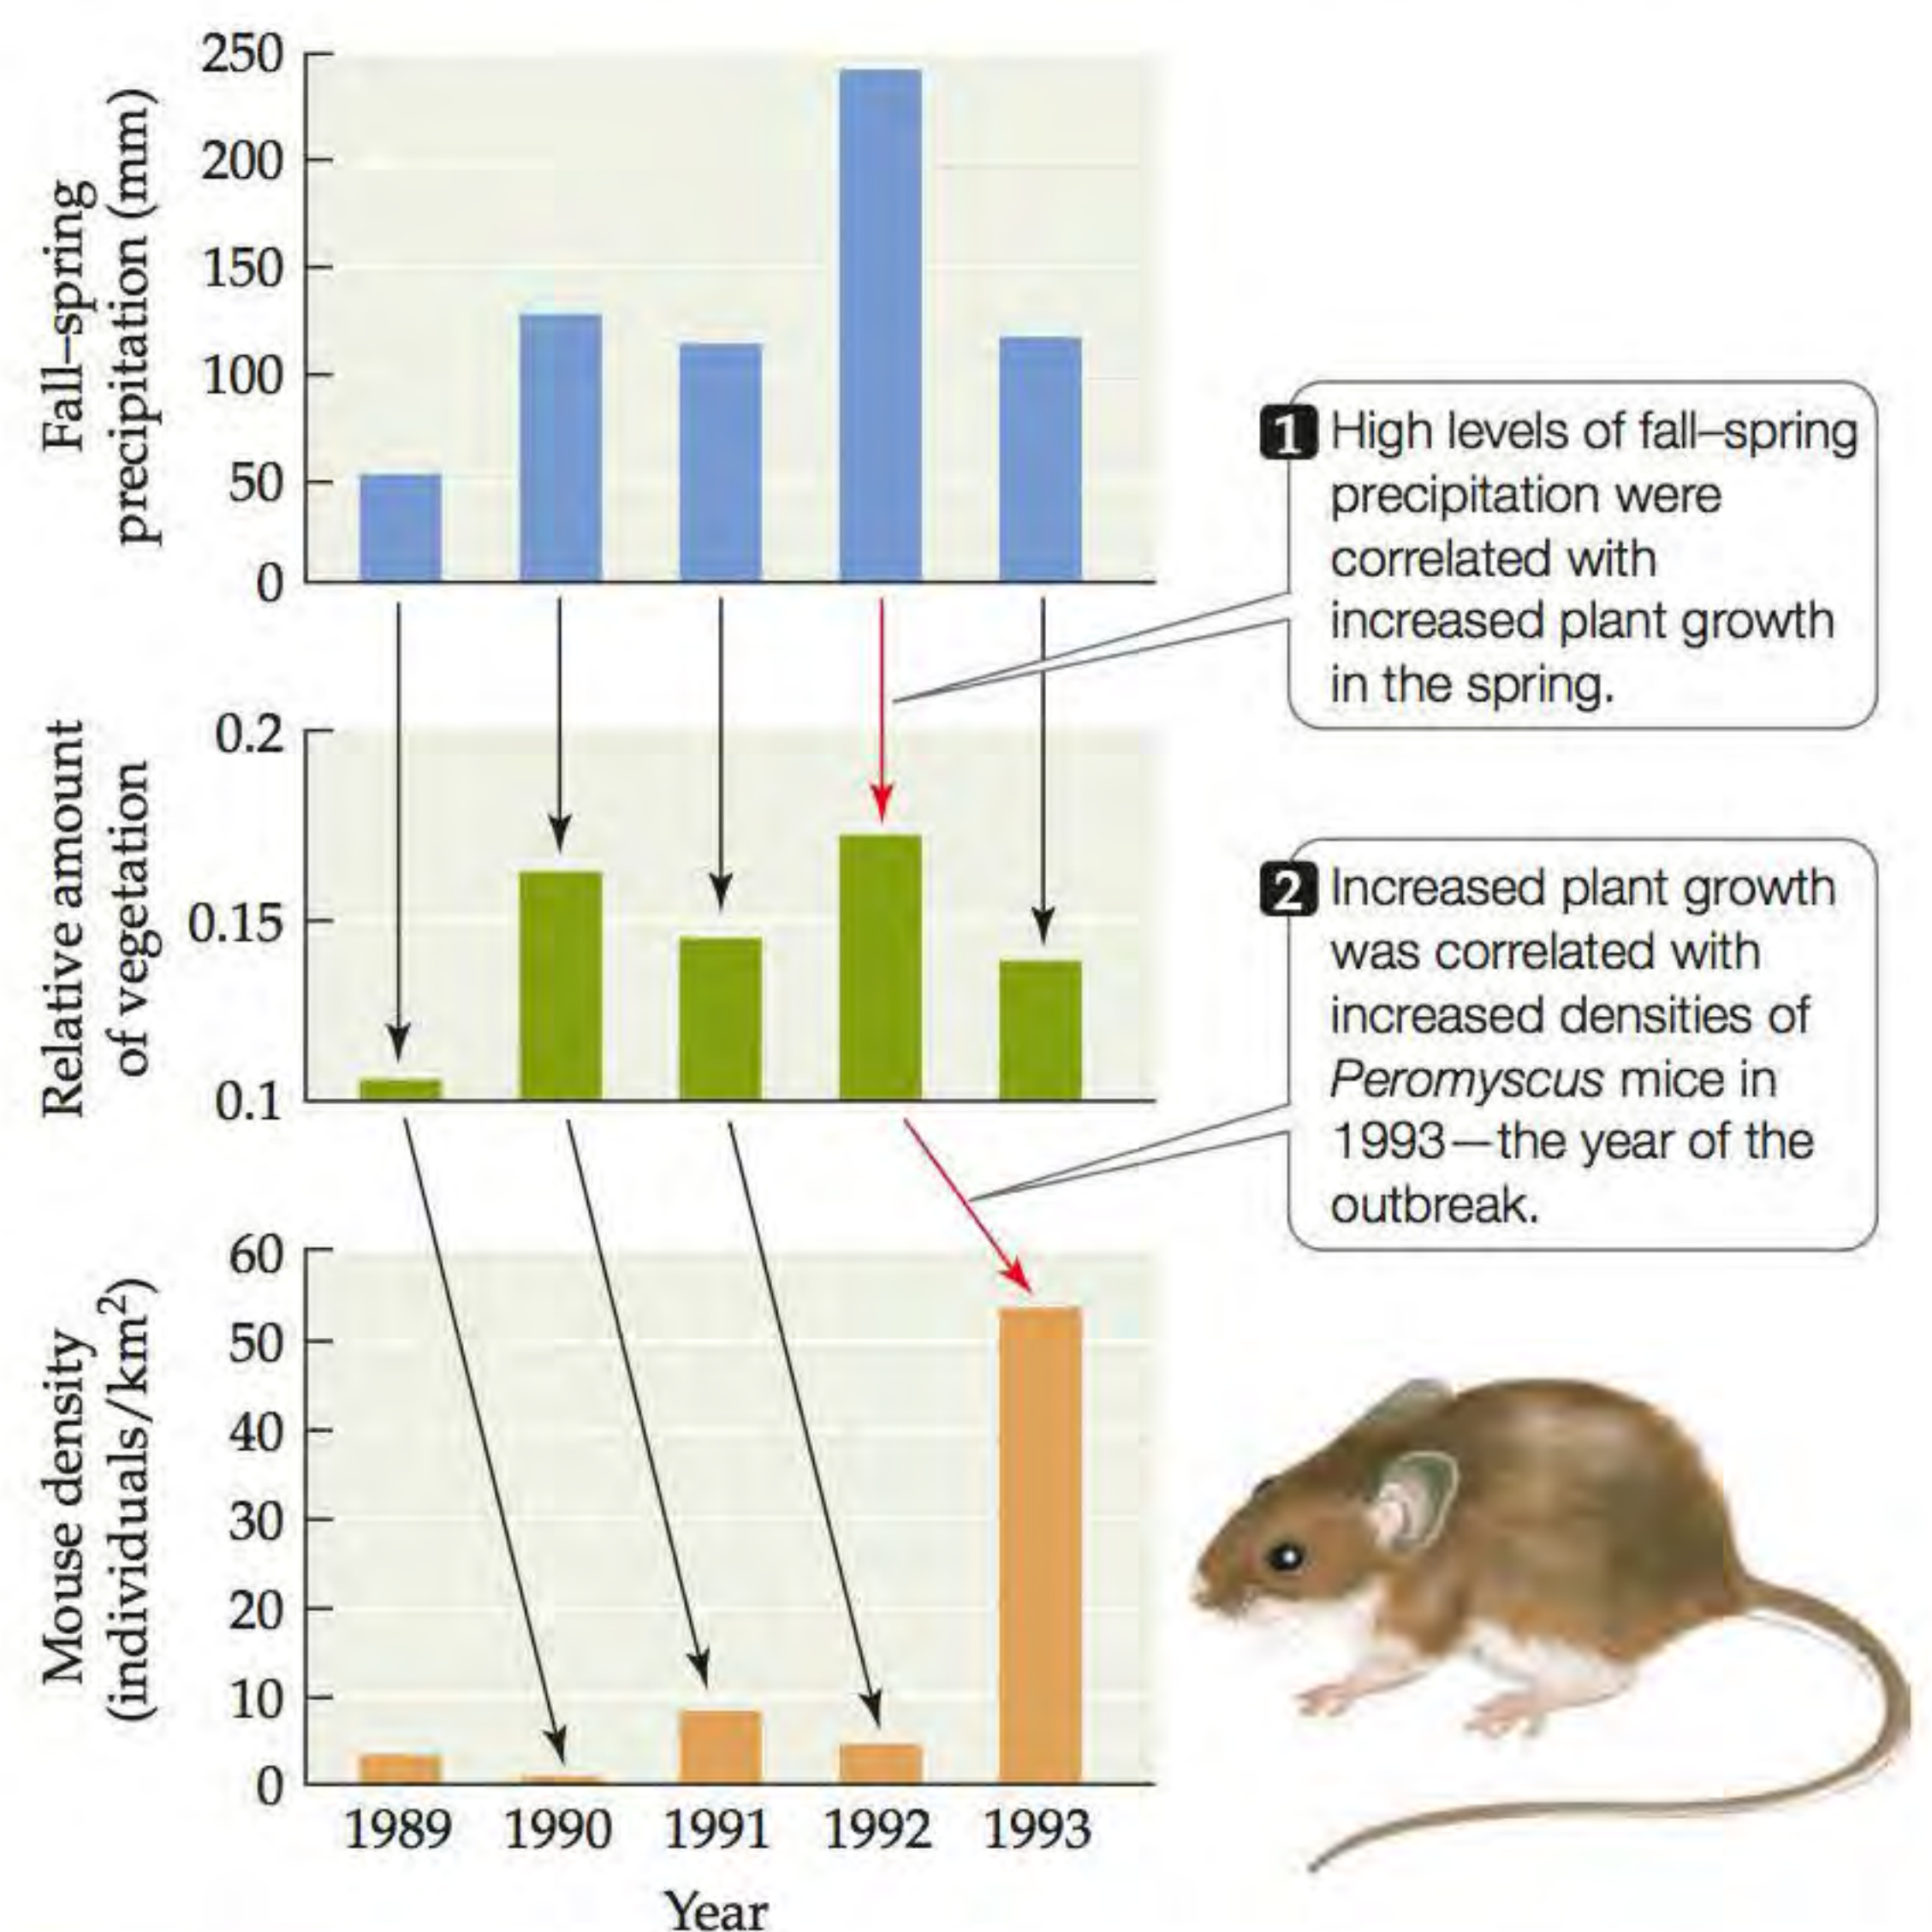 Fall–spring
precipitation (mm)
250
200
150
100
50
0
1 High levels of fall–spring
precipitation were
correlated with
increased plant growth
in the spring.
Relative amount
of vegetation
0.2
0.15
0.1
2 Increased plant growth
was correlated with
increased densities of
Peromyscus mice in
1993—the year of the
outbreak.
Mouse density
(individuals/km²)
60
50
40
30
20
10
0
1989 1990 1991 1992 1993
Year